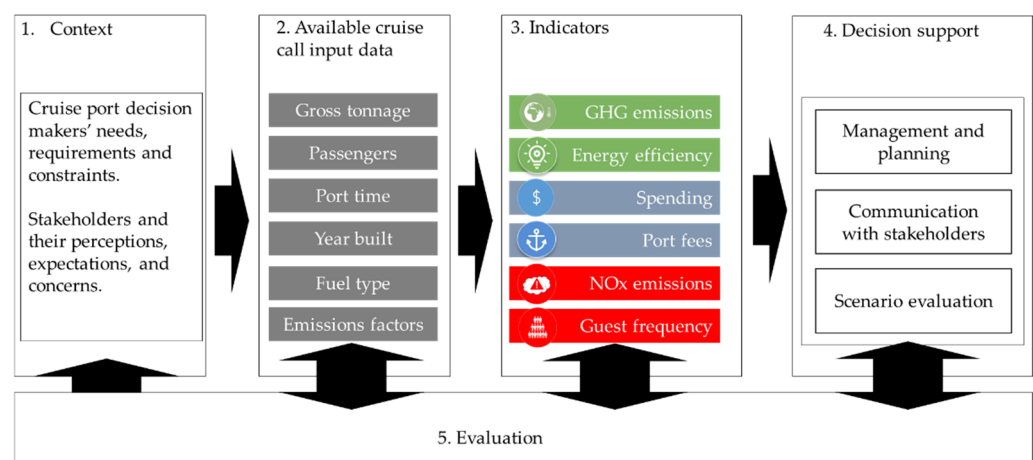 1. Context
Cruise port decision
makers' needs,
requirements and
constraints.
Stakeholders and
their perceptions,
expectations, and
concerns.
2. Available cruise
call input data
Gross tonnage
Passengers
Port time
Year built
Fuel type
Emissions factors
3. Indicators
GHG emissions
Energy efficiency
$
Spending
Port fees
NOx emissions
Guest frequency
4. Decision support
Management and
planning
Communication
with stakeholders
Scenario evaluation
5. Evaluation